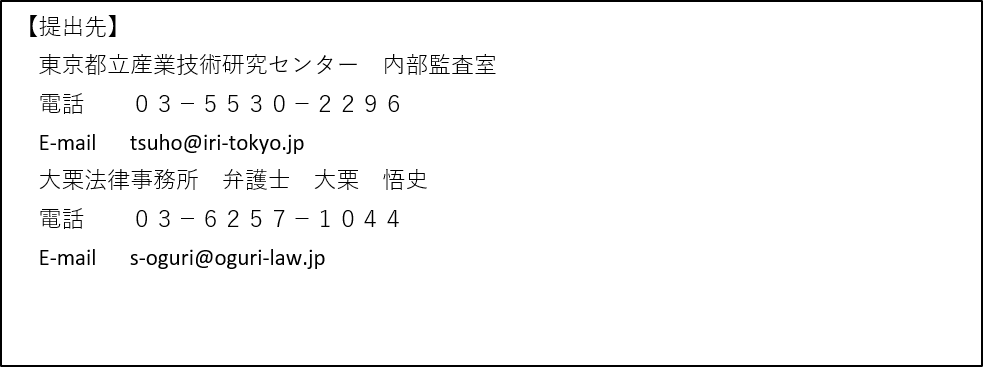 【提出先】
東京都立産業技術研究センター　内部監査室
電話　　０３－５５３０－２２９６
E-mail　tsuho@iri-tokyo.jp
大栗法律事務所　弁護士　大栗　悟史
電話　　０３－６２５７－１０４４
E-mail　s-oguri@oguri-law.jp